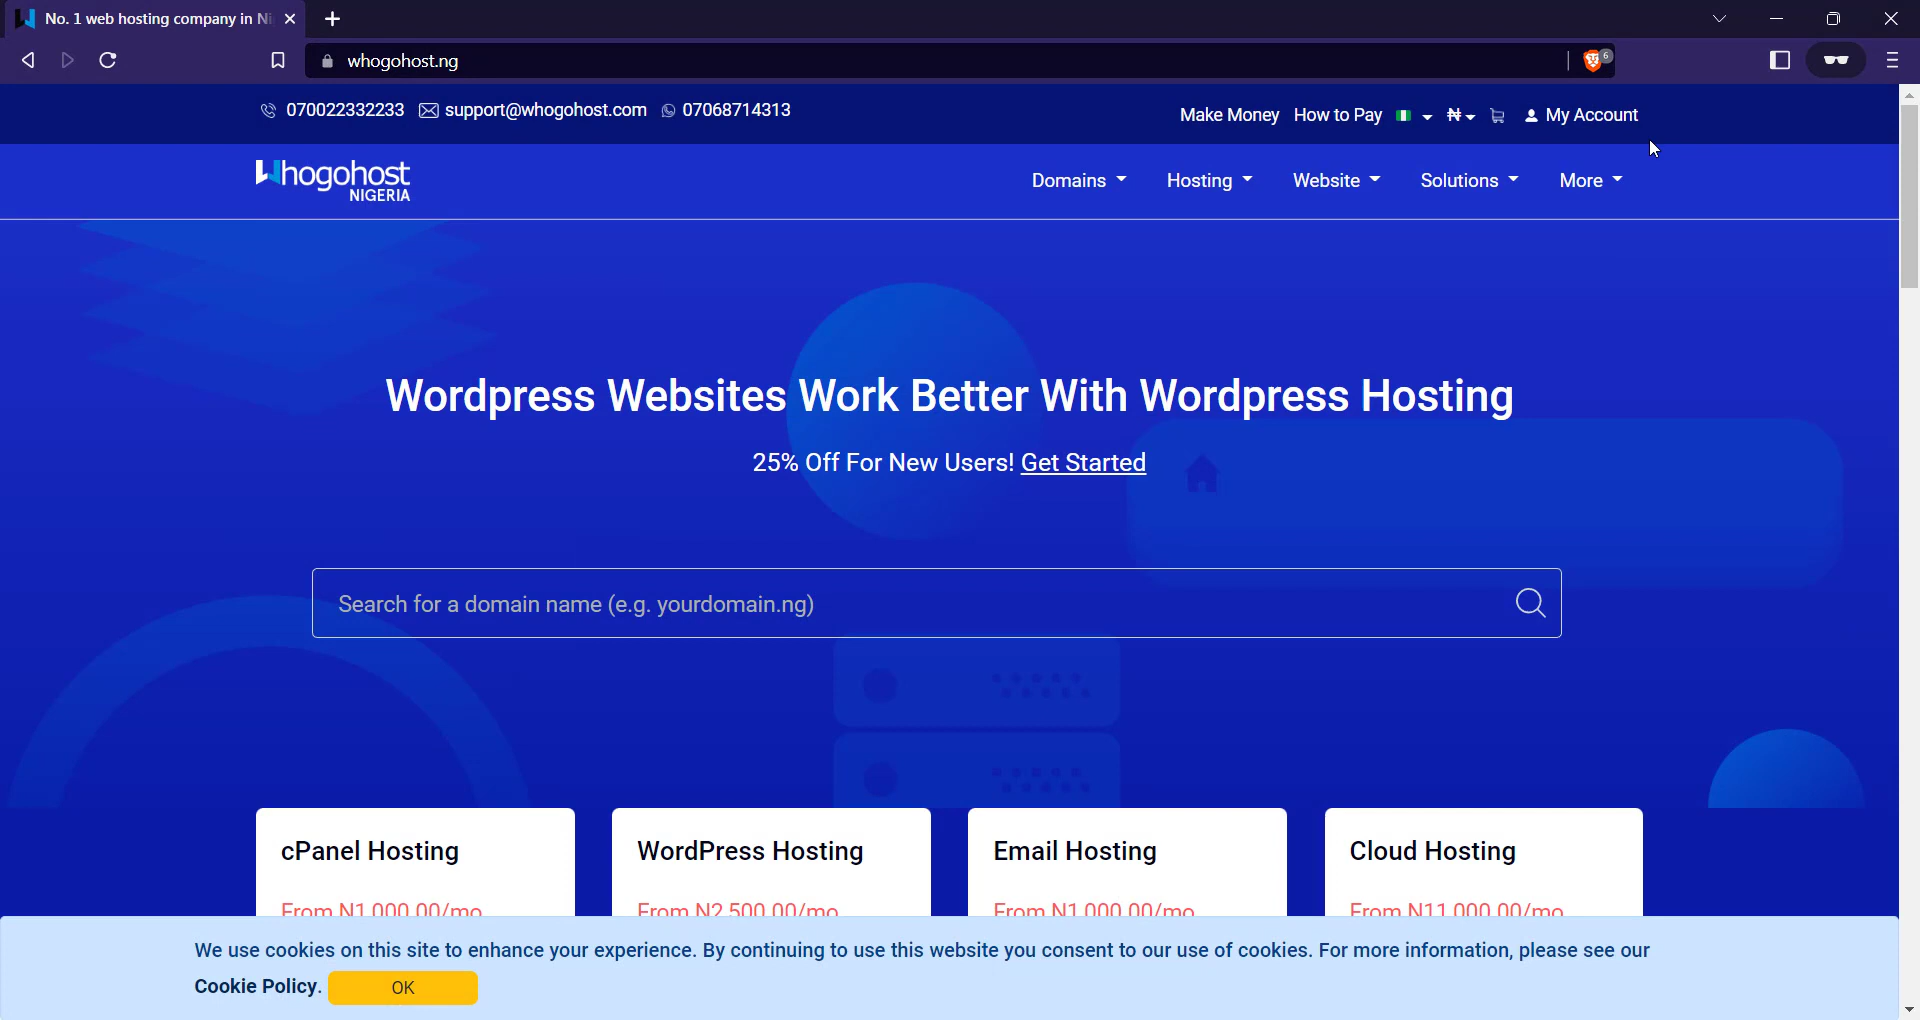 No. 1 web hosting company in Ni
whogohost.ng
6
070022332233 support@whogohost.com 07068714313
Make Money How to Pay ₦ My Account
Whogohost
NIGERIA
Domains Hosting Website Solutions More
Wordpress Websites Work Better With Wordpress Hosting
25% Off For New Users! Get Started
Search for a domain name (e.g. yourdomain.ng)
cPanel Hosting WordPress Hosting Email Hosting Cloud Hosting
From N1,000.00/mo From N2,500.00/mo From N1,000.00/mo From N11,000.00/mo
We use cookies on this site to enhance your experience. By continuing to use this website you consent to our use of cookies. For more information, please see our
Cookie Policy. OK